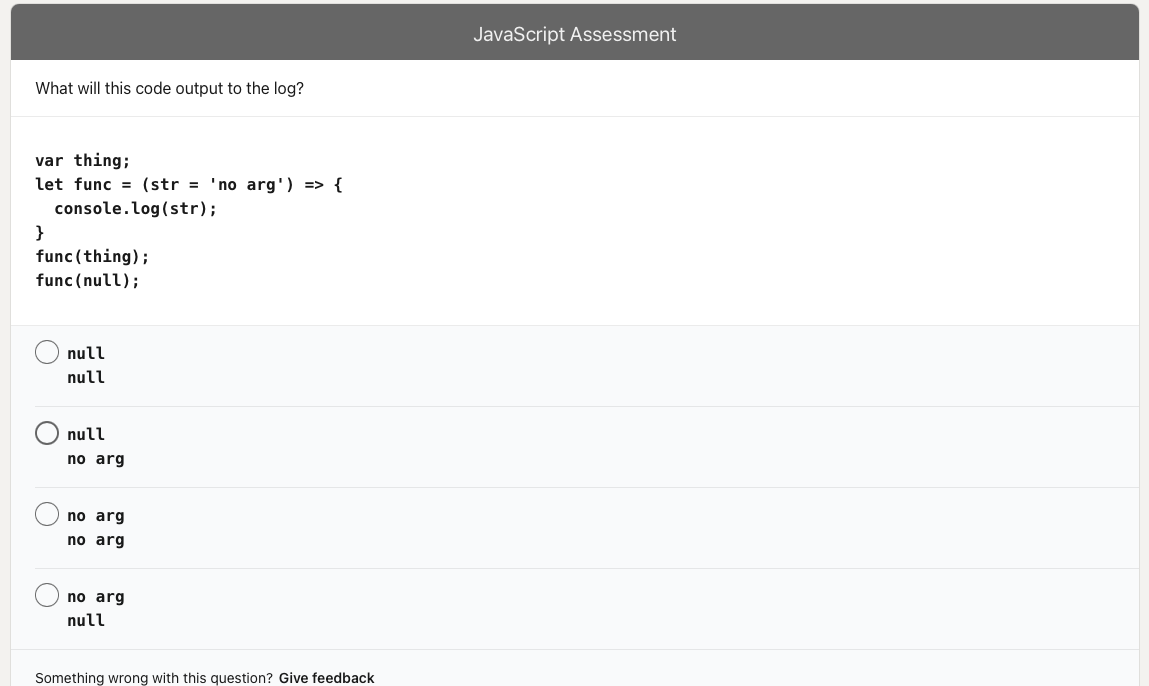 JavaScript Assessment
What will this code output to the log?
var thing;
let func = (str = 'no arg') => {
  console.log(str);
}
func(thing);
func(null);
null
null
null
no arg
no arg
no arg
no arg
null
Something wrong with this question? Give feedback